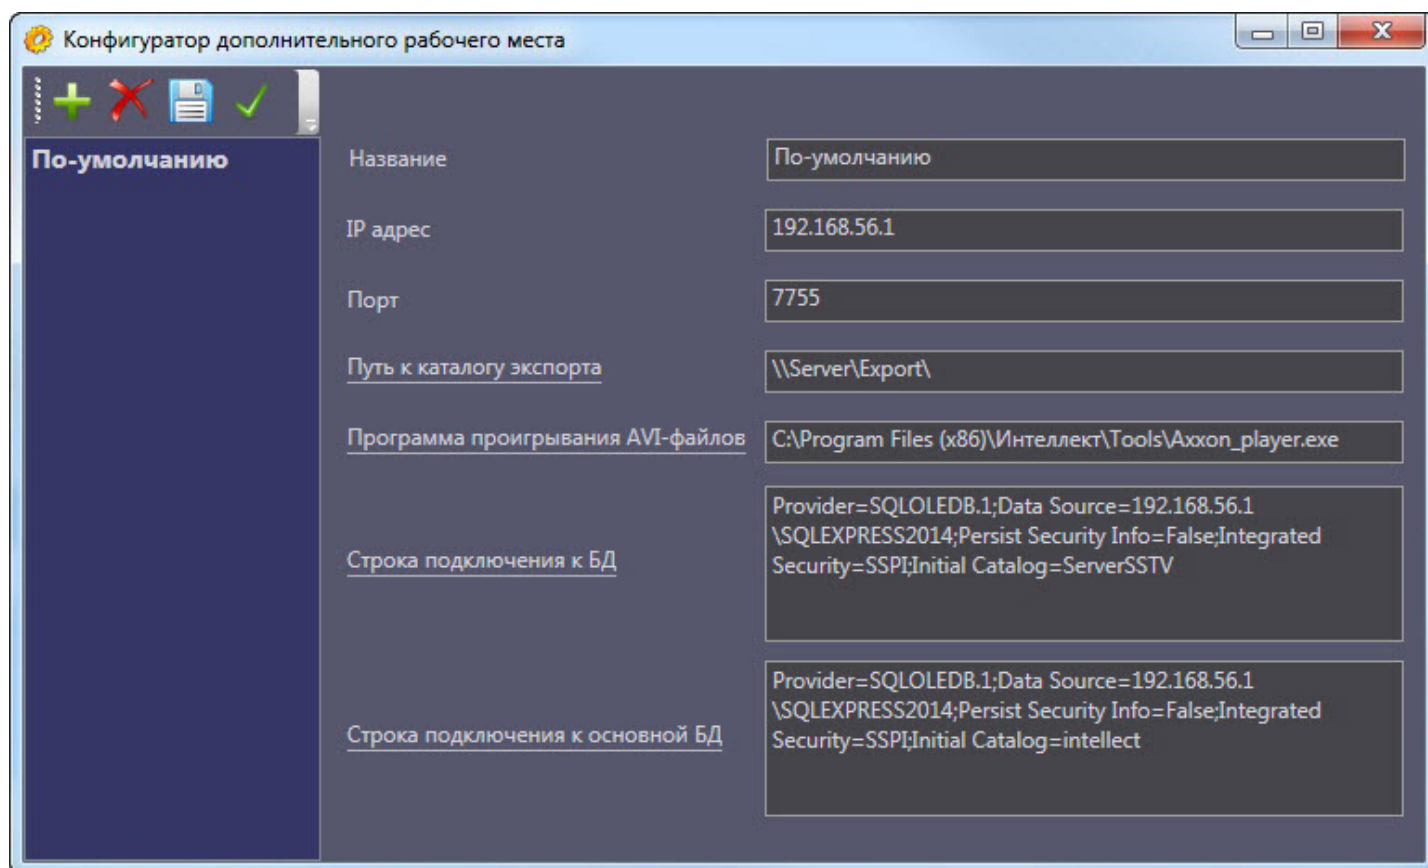 Конфигуратор дополнительного рабочего места
По-умолчанию
Название
По-умолчанию
IP адрес
192.168.56.1
Порт
7755
Путь к каталогу экспорта
\\Server\Export\
Программа проигрывания AVI-файлов
C:\Program Files (x86)\Интеллект\Tools\Axxon_player.exe
Строка подключения к БД
Provider=SQLOLEDB.1;Data Source=192.168.56.1
\SQLEXPRESS2014;Persist Security Info=False;Integrated
Security=SSPI;Initial Catalog=ServerSSTV
Строка подключения к основной БД
Provider=SQLOLEDB.1;Data Source=192.168.56.1
\SQLEXPRESS2014;Persist Security Info=False;Integrated
Security=SSPI;Initial Catalog=intellect